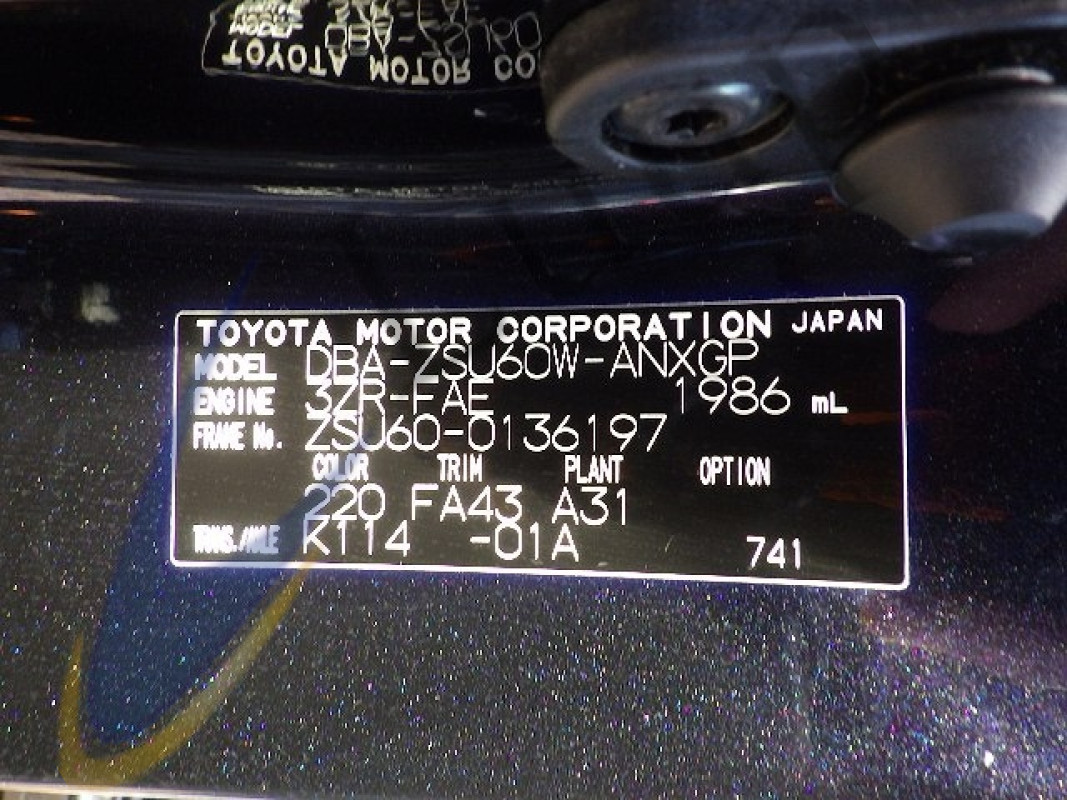 TOYOTA MOTOR CORPORATION JAPAN
MODEL DBA-ZSU60W-ANXGP
ENGINE 3ZR-FAE 1986 mL
FRAME No. ZSU60-0136197
COLOR TRIM PLANT OPTION
220 FA43 A31
TRANS./AXLE K114 -01A 741